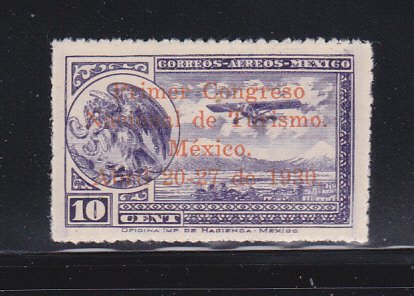 CORREOS-AEREOS-MEXICO
Primer Congreso
Nacional de Turismo.
México.
Abril 20-27 de 1930.
10 CENT
OFICINA IMP. DE HACIENDA-MEXICO